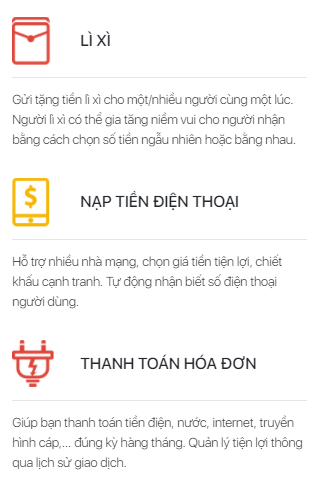 LÌ XÌ
Gửi tặng tiền lì xì cho một/nhiều người cùng một lúc.
Người lì xì có thể gia tăng niềm vui cho người nhận
bằng cách chọn số tiền ngẫu nhiên hoặc bằng nhau.
$
NẠP TIỀN ĐIỆN THOẠI
Hỗ trợ nhiều nhà mạng, chọn giá tiền tiện lợi, chiết
khấu cạnh tranh. Tự động nhận biết số điện thoại
người dùng.
THANH TOÁN HÓA ĐƠN
Giúp bạn thanh toán tiền điện, nước, internet, truyền
hình cáp,... đúng kỳ hàng tháng. Quản lý tiện lợi thông
qua lịch sử giao dịch.